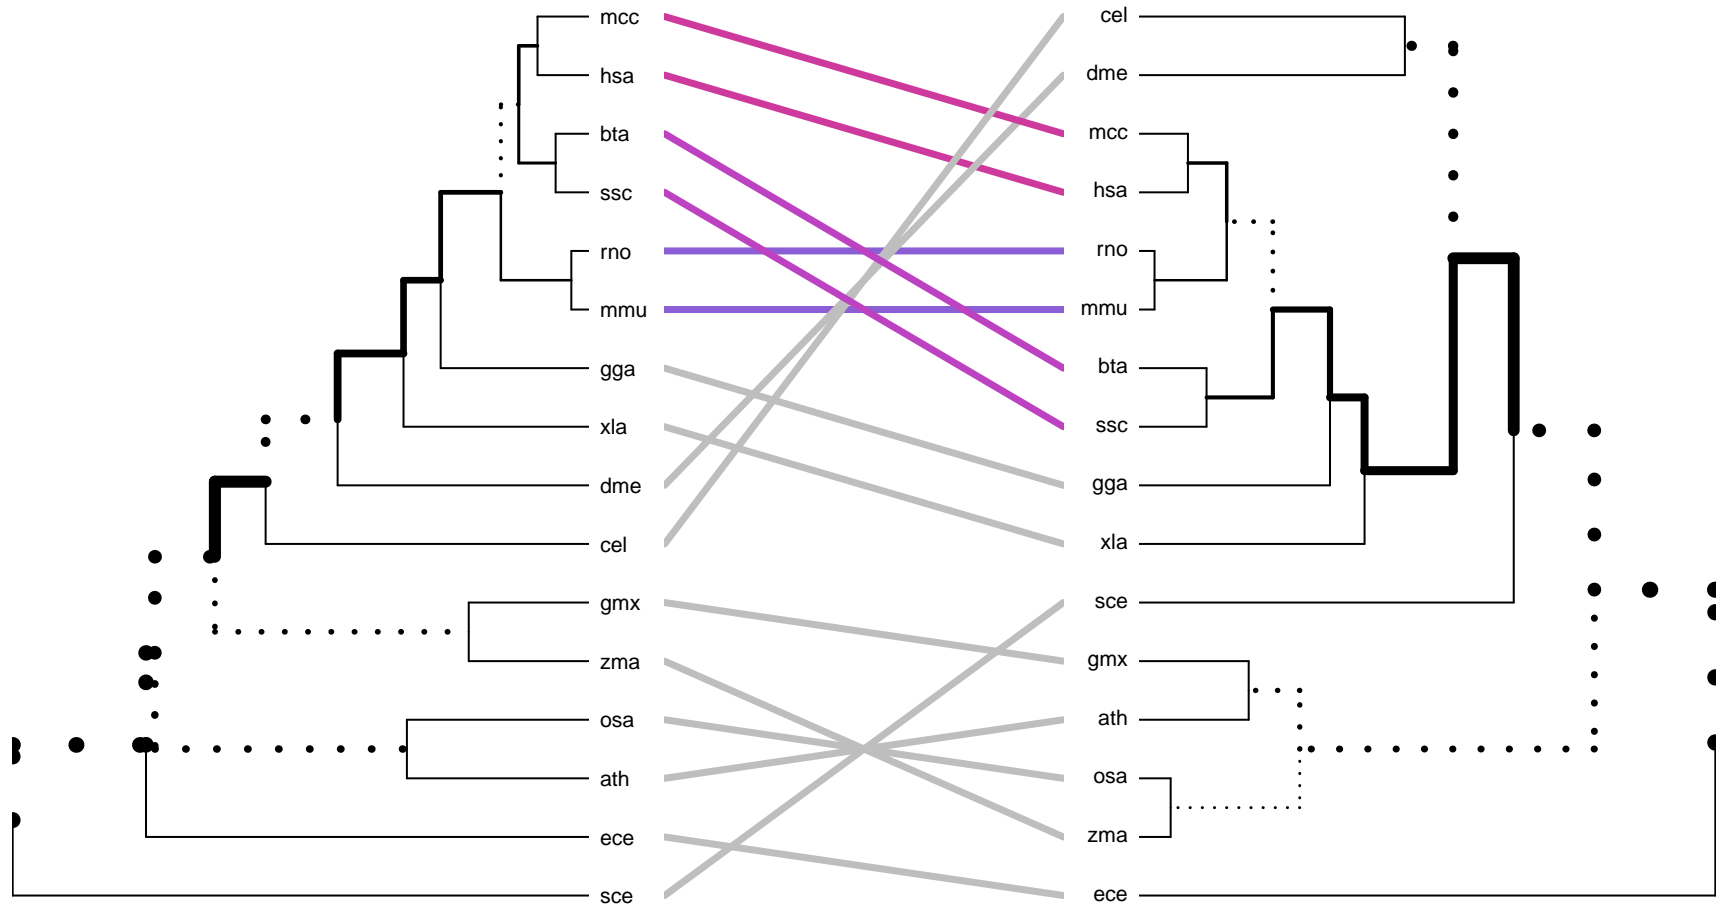 mcc
hsa
bta
ssc
rno
mmu
gga
xla
dme
cel
gmx
zma
osa
ath
ece
sce
cel
dme
mcc
hsa
rno
mmu
bta
ssc
gga
xla
sce
gmx
ath
osa
zma
ece